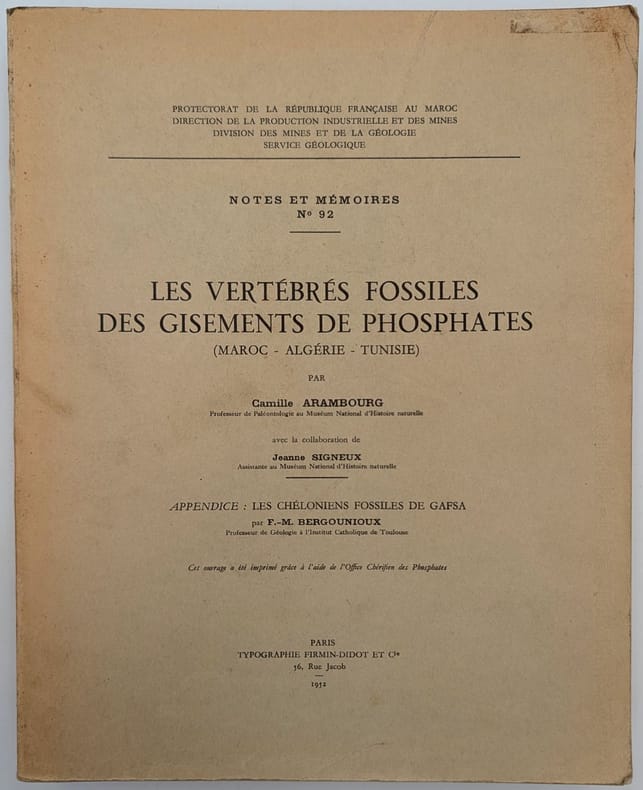 PROTECTORAT DE LA RÉPUBLIQUE FRANÇAISE AU MAROC
DIRECTION DE LA PRODUCTION INDUSTRIELLE ET DES MINES
DIVISION DES MINES ET DE LA GÉOLOGIE
SERVICE GÉOLOGIQUE
NOTES ET MÉMOIRES
Nº 92
LES VERTÉBRÉS FOSSILES
DES GISEMENTS DE PHOSPHATES
(MAROC - ALGÉRIE - TUNISIE)
PAR
Camille ARAMBOURG
Professeur de Paléontologie au Muséum National d'Histoire naturelle
avec la collaboration de
Jeanne SIGNEUX
Assistante au Muséum National d'Histoire naturelle
APPENDICE : LES CHÉLONIENS FOSSILES DE GAFSA
par F.-M. BERGOUNIOUX
Professeur de Géologie à l'Institut Catholique de Toulouse
Cet ouvrage a été imprimé grâce à l'aide de l'Office Chérifien des Phosphates
PARIS
TYPOGRAPHIE FIRMIN-DIDOT ET Cie
56, Rue Jacob
1952